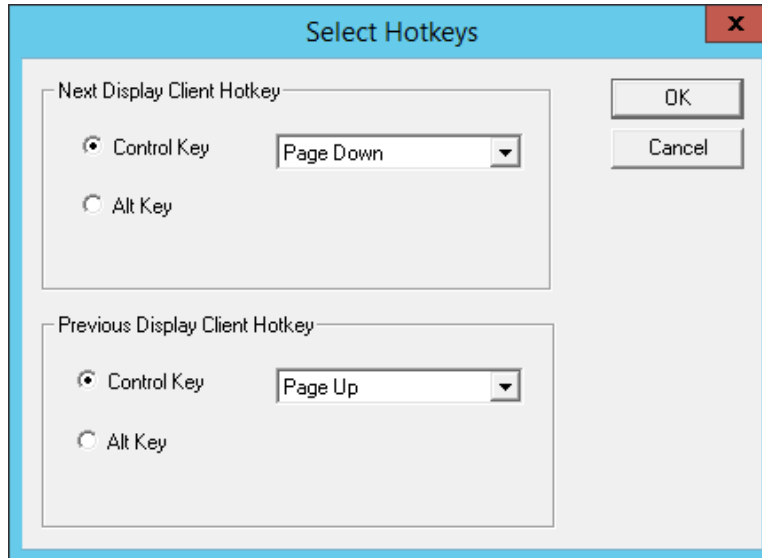 Select Hotkeys
x
Next Display Client Hotkey
OK
Control Key
Page Down
Cancel
Alt Key
Previous Display Client Hotkey
Control Key
Page Up
Alt Key